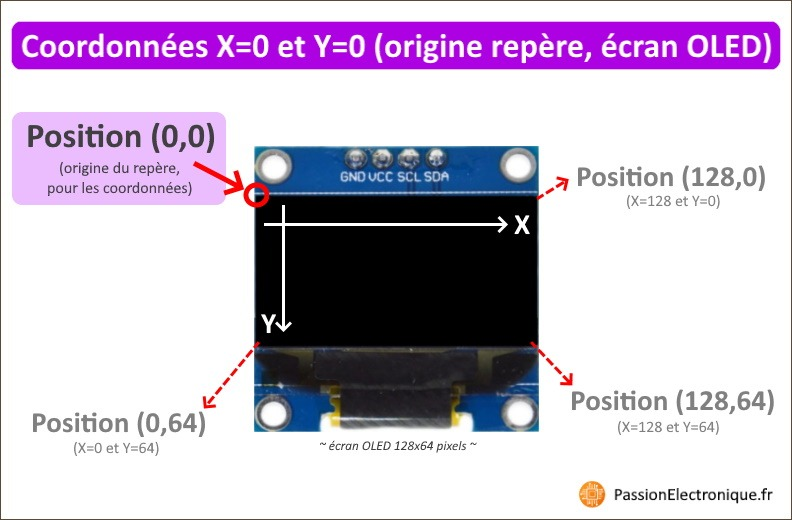 Coordonnées X=0 et Y=0 (origine repère, écran OLED)
Position (0,0)
(origine du repère,
pour les coordonnées)
GND VCC SCL SDA
Position (128,0)
(X=128 et Y=0)
X
Y
Position (0,64)
(X=0 et Y=64)
Position (128,64)
(X=128 et Y=64)
~ écran OLED 128x64 pixels ~
PassionElectronique.fr